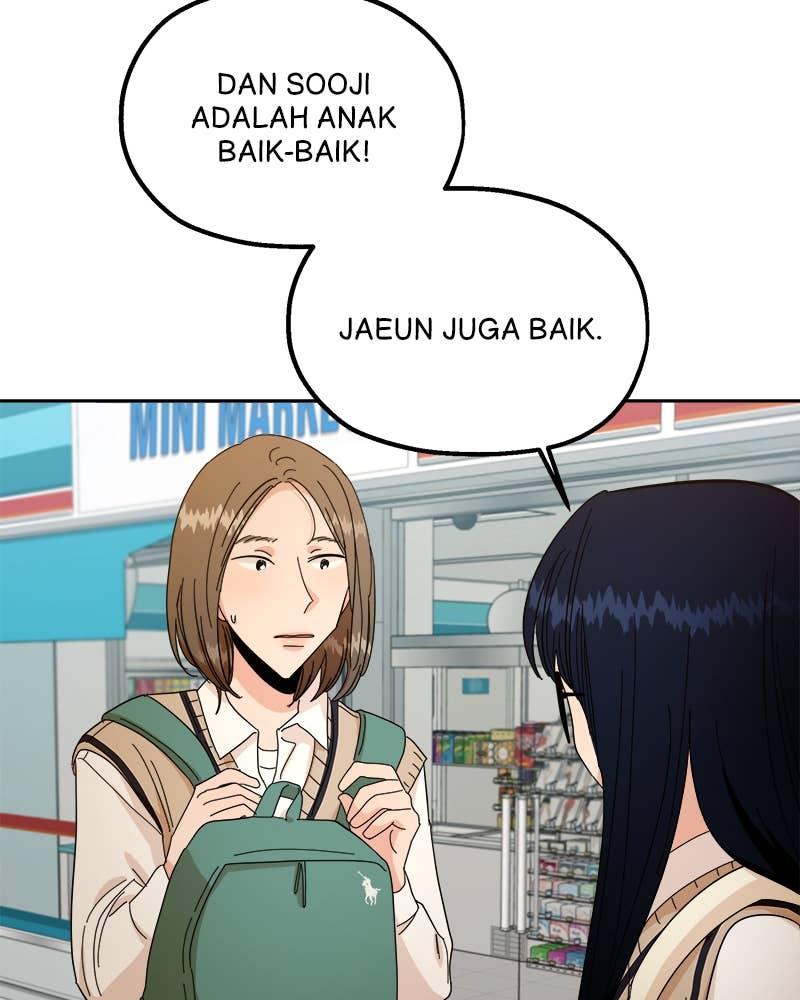 DAN SOOJI
ADALAH ANAK
BAIK-BAIK!
JAEUN JUGA BAIK.
MINI MARKE